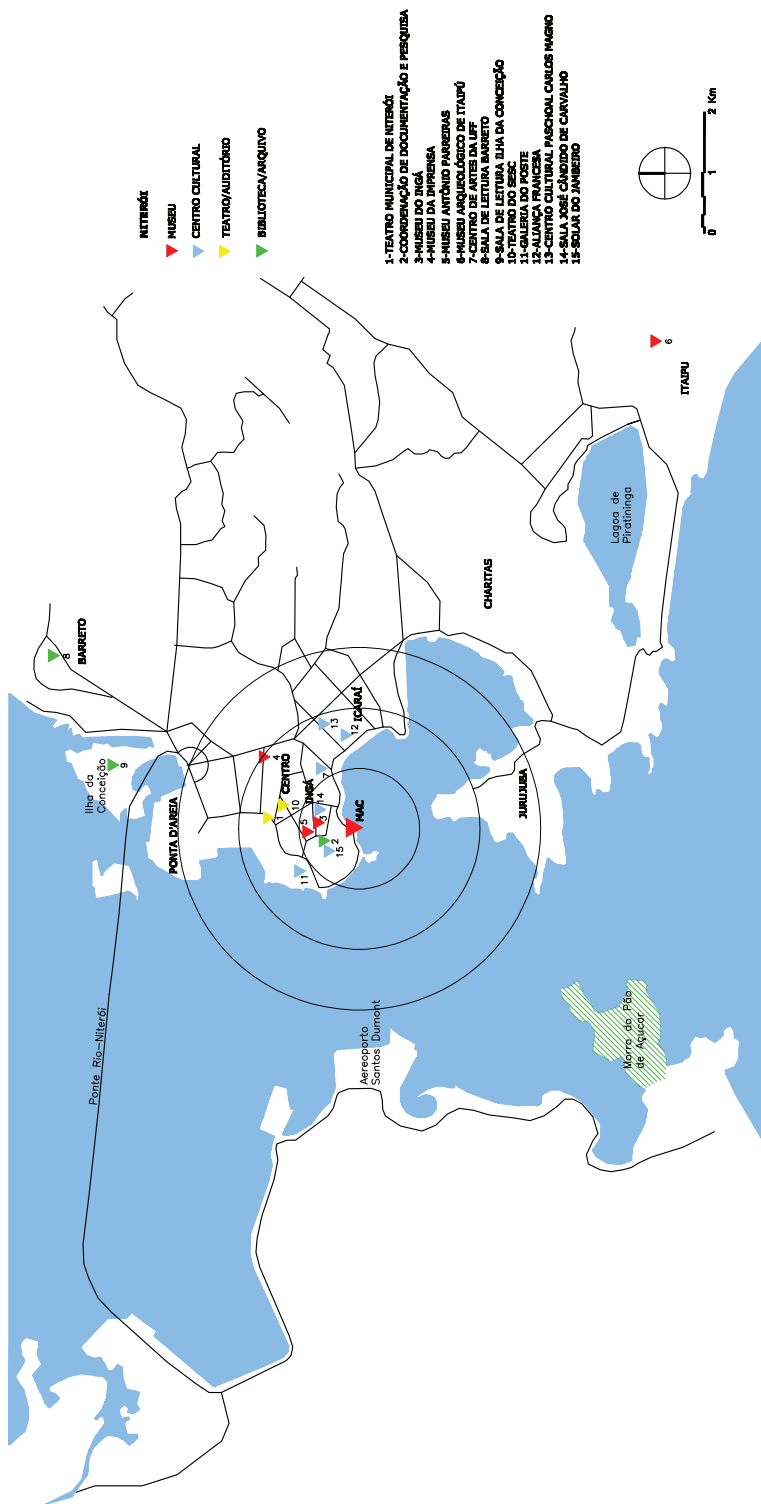 NITERÓI
MUSEU
CENTRO CULTURAL
TEATRO/AUDITÓRIO
BIBLIOTECA/ARQUIVO
1-TEATRO MUNICIPAL DE NITERÓI
2-COORDENAÇÃO DE DOCUMENTAÇÃO E PESQUISA
3-MUSEU DO INGÁ
4-MUSEU DA IMPRENSA
5-MUSEU ANTÔNIO PARREIRAS
6-MUSEU ARQUEOLÓGICO DE ITAIPÚ
7-CENTRO DE ARTES DA UFF
8-SALA DE LEITURA BARRETO
9-SALA DE LEITURA ILHA DA CONCEIÇÃO
10-TEATRO DO SESC
11-GALERIA DO POSTE
12-ALIANÇA FRANCESA
13-CENTRO CULTURAL PASCHOAL CARLOS MAGNO
14-SALA JOSÉ CÂNDIDO DE CARVALHO
15-SOLAR DO JAMBEIRO
0 1 2 Km
Ponte Rio-Niterói
Ilha da
Conceição
9
8
BARRETO
PONTA D'AREIA
4
CENTRO
1
10
INGÁ
5
3
14
2
15
11
7
13
12
ICARAÍ
MAC
Aereoporto
Santos Dumont
JURUJUBA
CHARITAS
Morro do Pão
de Açucar
Lagoa de
Piratininga
6
ITAIPU